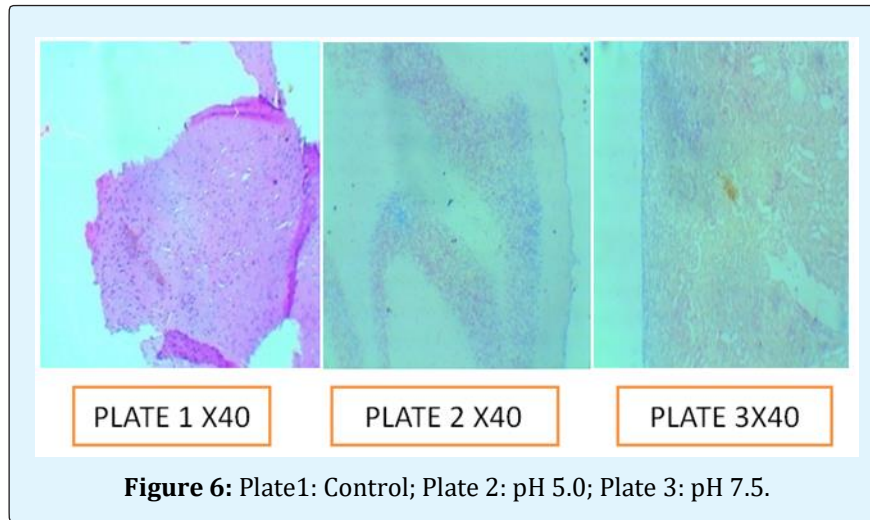 PLATE 1 X40
PLATE 2 X40
PLATE 3X40
Figure 6: Plate1: Control; Plate 2: pH 5.0; Plate 3: pH 7.5.